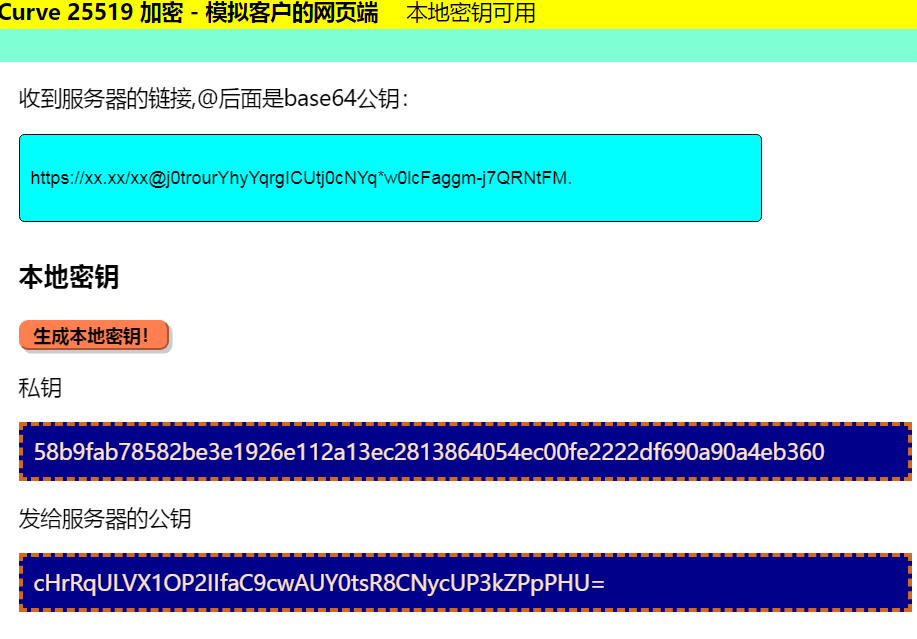 Curve 25519 加密 - 模拟客户的网页端 本地密钥可用
收到服务器的链接,@后面是base64公钥：
https://xx.xx/xx@j0trourYhyYqrgICUtj0cNYq*w0lcFaggm-j7QRNtFM.
本地密钥
生成本地密钥！
私钥
58b9fab78582be3e1926e112a13ec2813864054ec00fe2222df690a90a4eb360
发给服务器的公钥
cHrRqULVX1OP2IIfaC9cwAUY0tsR8CNycUP3kZPpPHU=